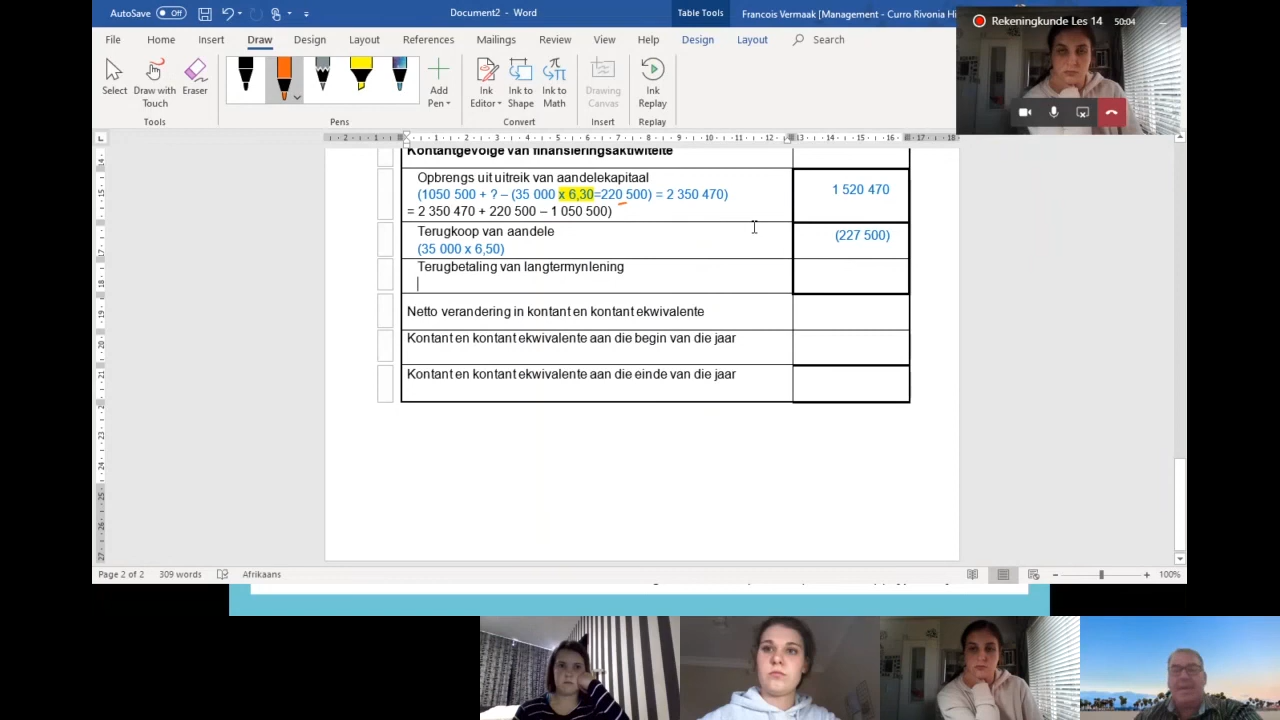 AutoSave Off
Document2 - Word
Table Tools
Francois Vermaak [Management - Curro Rivonia Hi
Rekeningkunde Les 14 50:04
File Home Insert Draw Design Layout References Mailings Review View Help Design Layout Search
Select
Draw with Touch
Eraser
Add Pen
Ink to Shape
Ink to Math
Drawing Canvas
Ink Replay
Tools
Pens
Convert
Insert
Replay
Kontantgevolge van finansieringsaktiwiteite
Opbrengs uit uitreik van aandelekapitaal
(1050 500 + ? – (35 000 x 6,30=220 500) = 2 350 470)
1 520 470
= 2 350 470 + 220 500 – 1 050 500)
Terugkoop van aandele
(227 500)
(35 000 x 6,50)
Terugbetaling van langtermynlening
Netto verandering in kontant en kontant ekwivalente
Kontant en kontant ekwivalente aan die begin van die jaar
Kontant en kontant ekwivalente aan die einde van die jaar
Page 2 of 2 309 words Afrikaans 100%